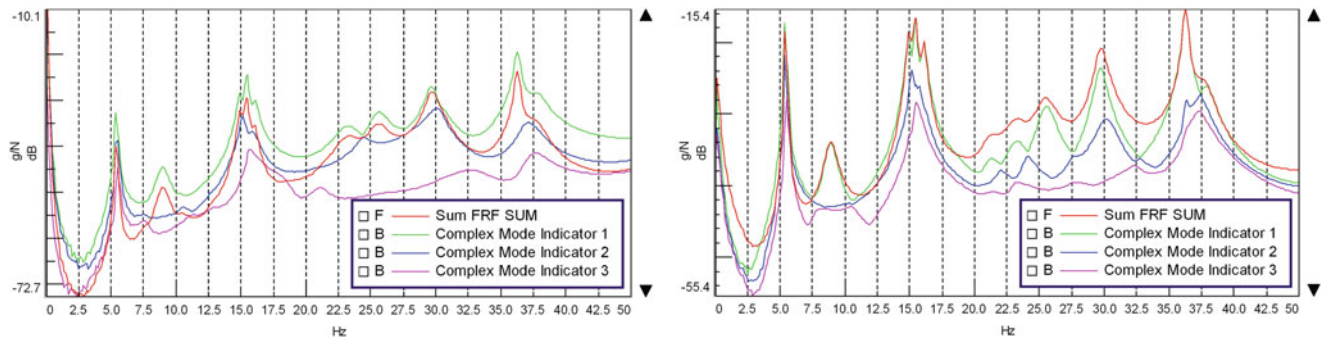 -10.1
g/N
dB
-72.7
F Sum FRF SUM
B Complex Mode Indicator 1
B Complex Mode Indicator 2
B Complex Mode Indicator 3
0 2.5 5.0 7.5 10.0 12.5 15.0 17.5 20.0 22.5 25.0 27.5 30.0 32.5 35.0 37.5 40.0 42.5 45.0 50
Hz
-15.4
g/N
dB
-55.4
F Sum FRF SUM
B Complex Mode Indicator 1
B Complex Mode Indicator 2
B Complex Mode Indicator 3
0 2.5 5.0 7.5 10.0 12.5 15.0 17.5 20.0 22.5 25.0 27.5 30.0 32.5 35.0 37.5 40.0 42.5 45.0 50
Hz